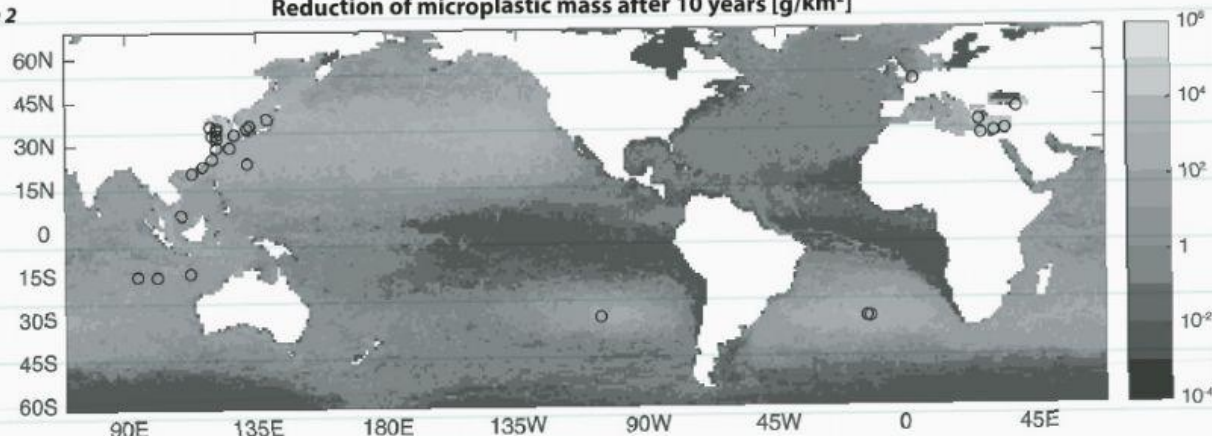 2
Reduction of microplastic mass after 10 years [g/km²]
60N
45N
30N
15N
0
15S
30S
45S
60S
90E 135E 180E 135W 90W 45W 0 45E
10⁶
10⁴
10²
1
10⁻²
10⁻⁴